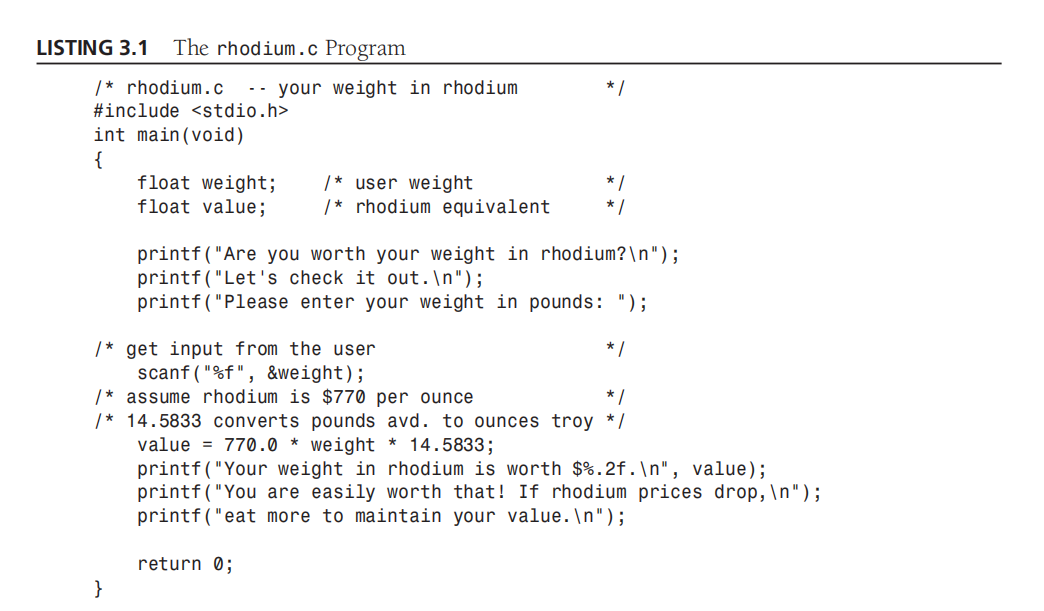 LISTING 3.1 The rhodium.c Program
/* rhodium.c -- your weight in rhodium */
#include <stdio.h>
int main(void)
{
float weight; /* user weight */
float value; /* rhodium equivalent */
printf("Are you worth your weight in rhodium?\n");
printf("Let's check it out.\n");
printf("Please enter your weight in pounds: ");
/* get input from the user */
scanf("%f", &weight);
/* assume rhodium is $770 per ounce */
/* 14.5833 converts pounds avd. to ounces troy */
value = 770.0 * weight * 14.5833;
printf("Your weight in rhodium is worth $%.2f.\n", value);
printf("You are easily worth that! If rhodium prices drop,\n");
printf("eat more to maintain your value.\n");
return 0;
}